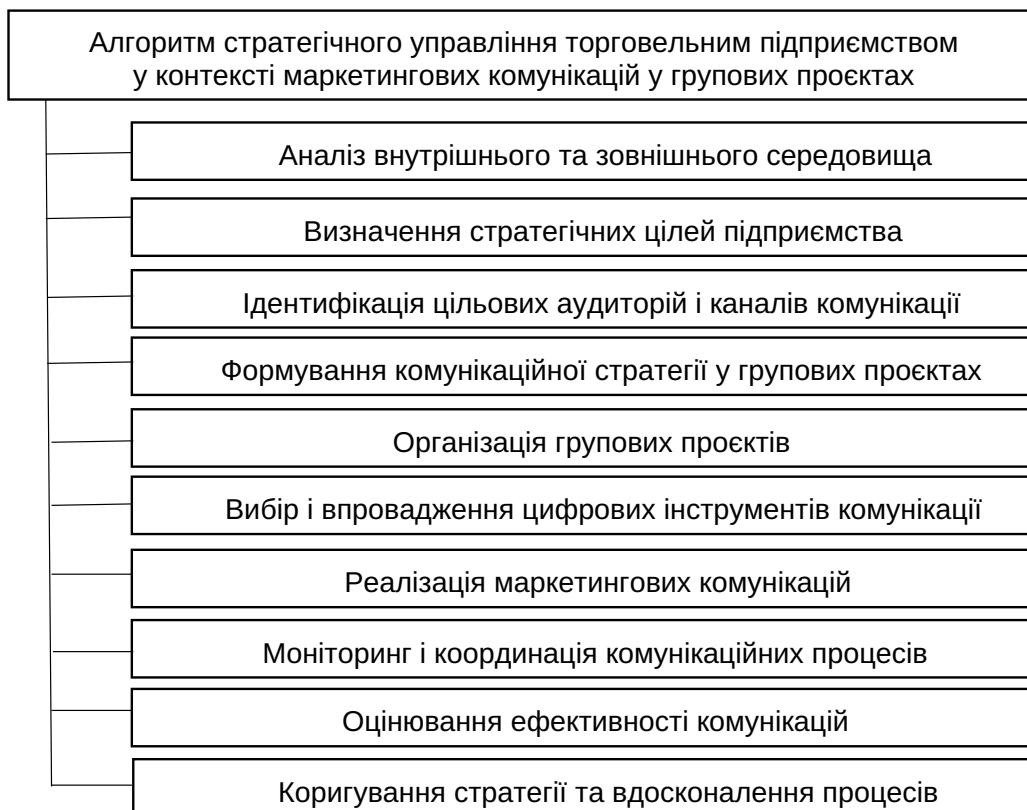 Алгоритм стратегічного управління торговельним підприємством
у контексті маркетингових комунікацій у групових проєктах
Аналіз внутрішнього та зовнішнього середовища
Визначення стратегічних цілей підприємства
Ідентифікація цільових аудиторій і каналів комунікації
Формування комунікаційної стратегії у групових проєктах
Організація групових проєктів
Вибір і впровадження цифрових інструментів комунікації
Реалізація маркетингових комунікацій
Моніторинг і координація комунікаційних процесів
Оцінювання ефективності комунікацій
Коригування стратегії та вдосконалення процесів